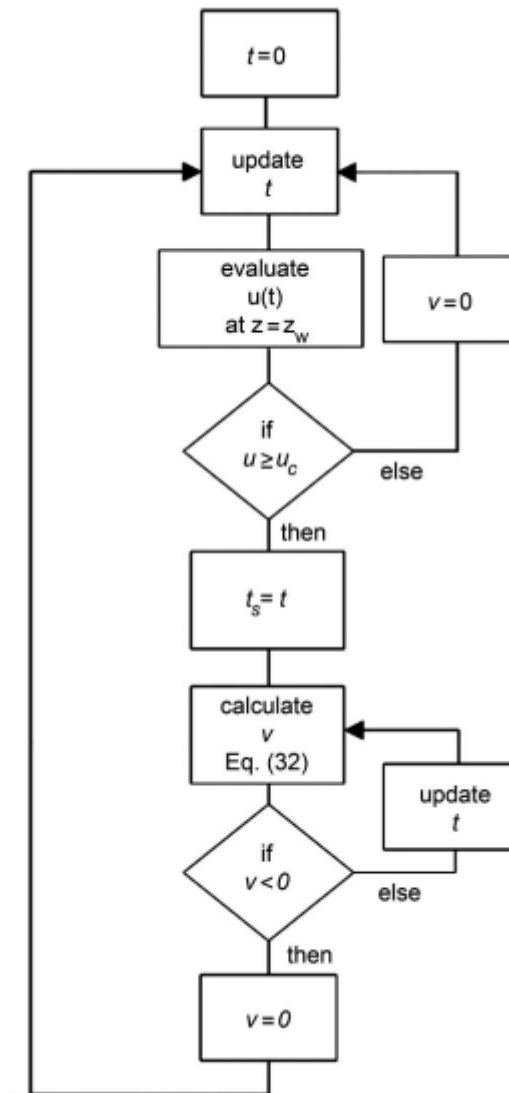 t=0
update
t
evaluate
u(t)
at z=z_w
v=0
if
u≥u_c
else
then
t_s= t
calculate
v
Eq. (32)
update
t
if
v<0
else
then
v=0